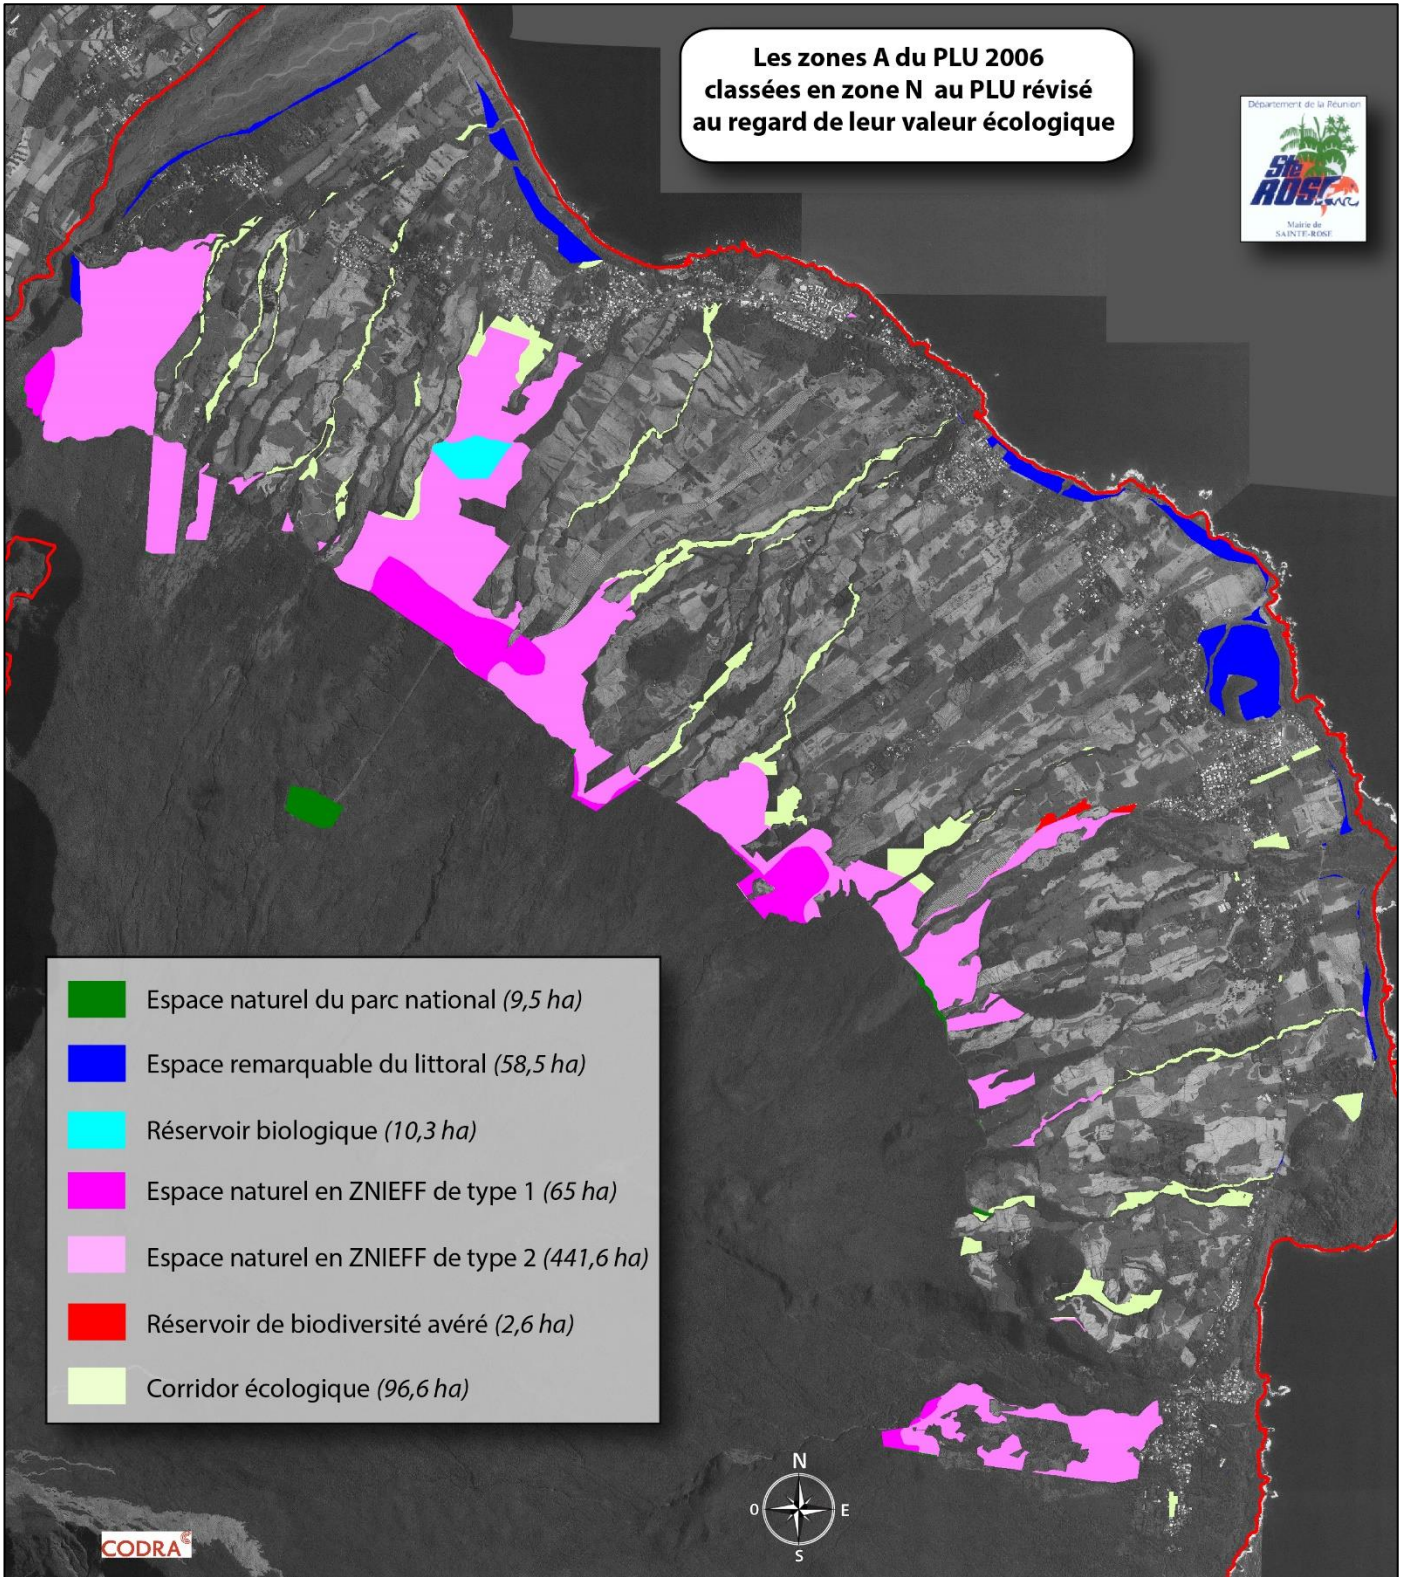 Les zones A du PLU 2006
classées en zone N au PLU révisé
au regard de leur valeur écologique
Département de la Réunion
Ste
ROSE
Mairie de
SAINTE-ROSE
Espace naturel du parc national (9,5 ha)
Espace remarquable du littoral (58,5 ha)
Réservoir biologique (10,3 ha)
Espace naturel en ZNIEFF de type 1 (65 ha)
Espace naturel en ZNIEFF de type 2 (441,6 ha)
Réservoir de biodiversité avéré (2,6 ha)
Corridor écologique (96,6 ha)
N
O
E
S
CODRA